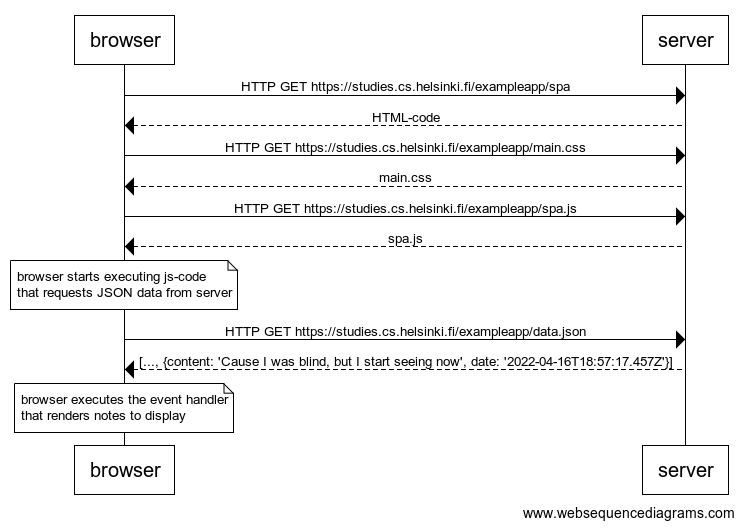 browser
server
HTTP GET https://studies.cs.helsinki.fi/exampleapp/spa
HTML-code
HTTP GET https://studies.cs.helsinki.fi/exampleapp/main.css
main.css
HTTP GET https://studies.cs.helsinki.fi/exampleapp/spa.js
spa.js
browser starts executing js-code
that requests JSON data from server
HTTP GET https://studies.cs.helsinki.fi/exampleapp/data.json
[..., {content: 'Cause I was blind, but I start seeing now', date: '2022-04-16T18:57:17.457Z'}]
browser executes the event handler
that renders notes to display
browser
server
www.websequencediagrams.com